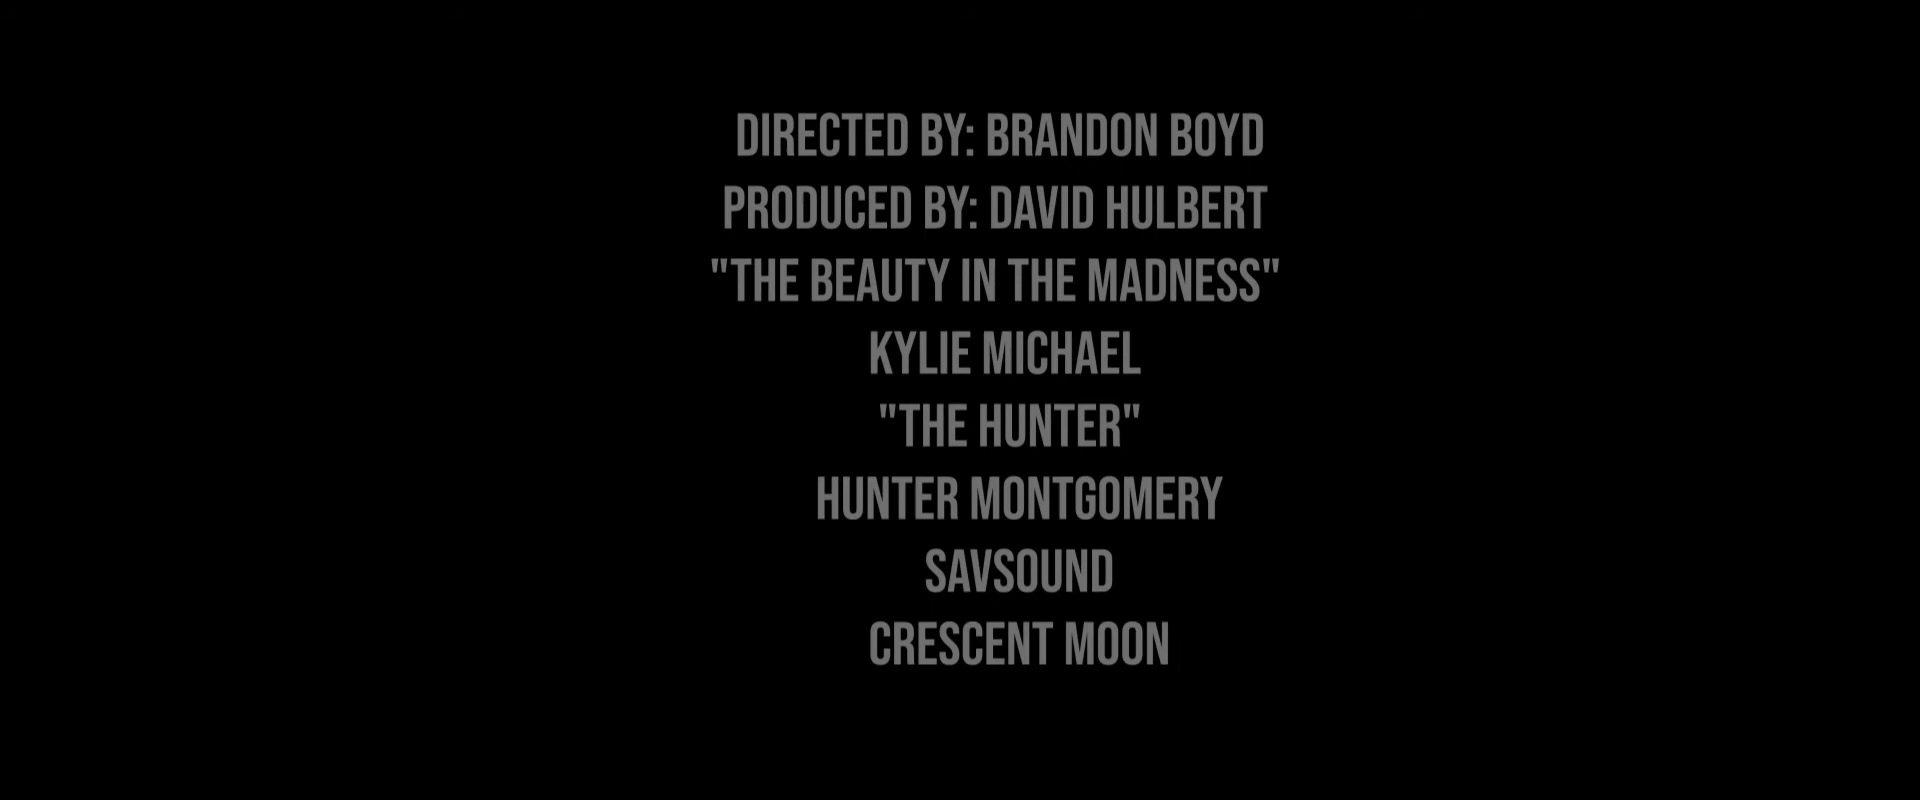 DIRECTED BY: BRANDON BOYD
PRODUCED BY: DAVID HULBERT
"THE BEAUTY IN THE MADNESS"
KYLIE MICHAEL
"THE HUNTER"
HUNTER MONTGOMERY
SAVSOUND
CRESCENT MOON